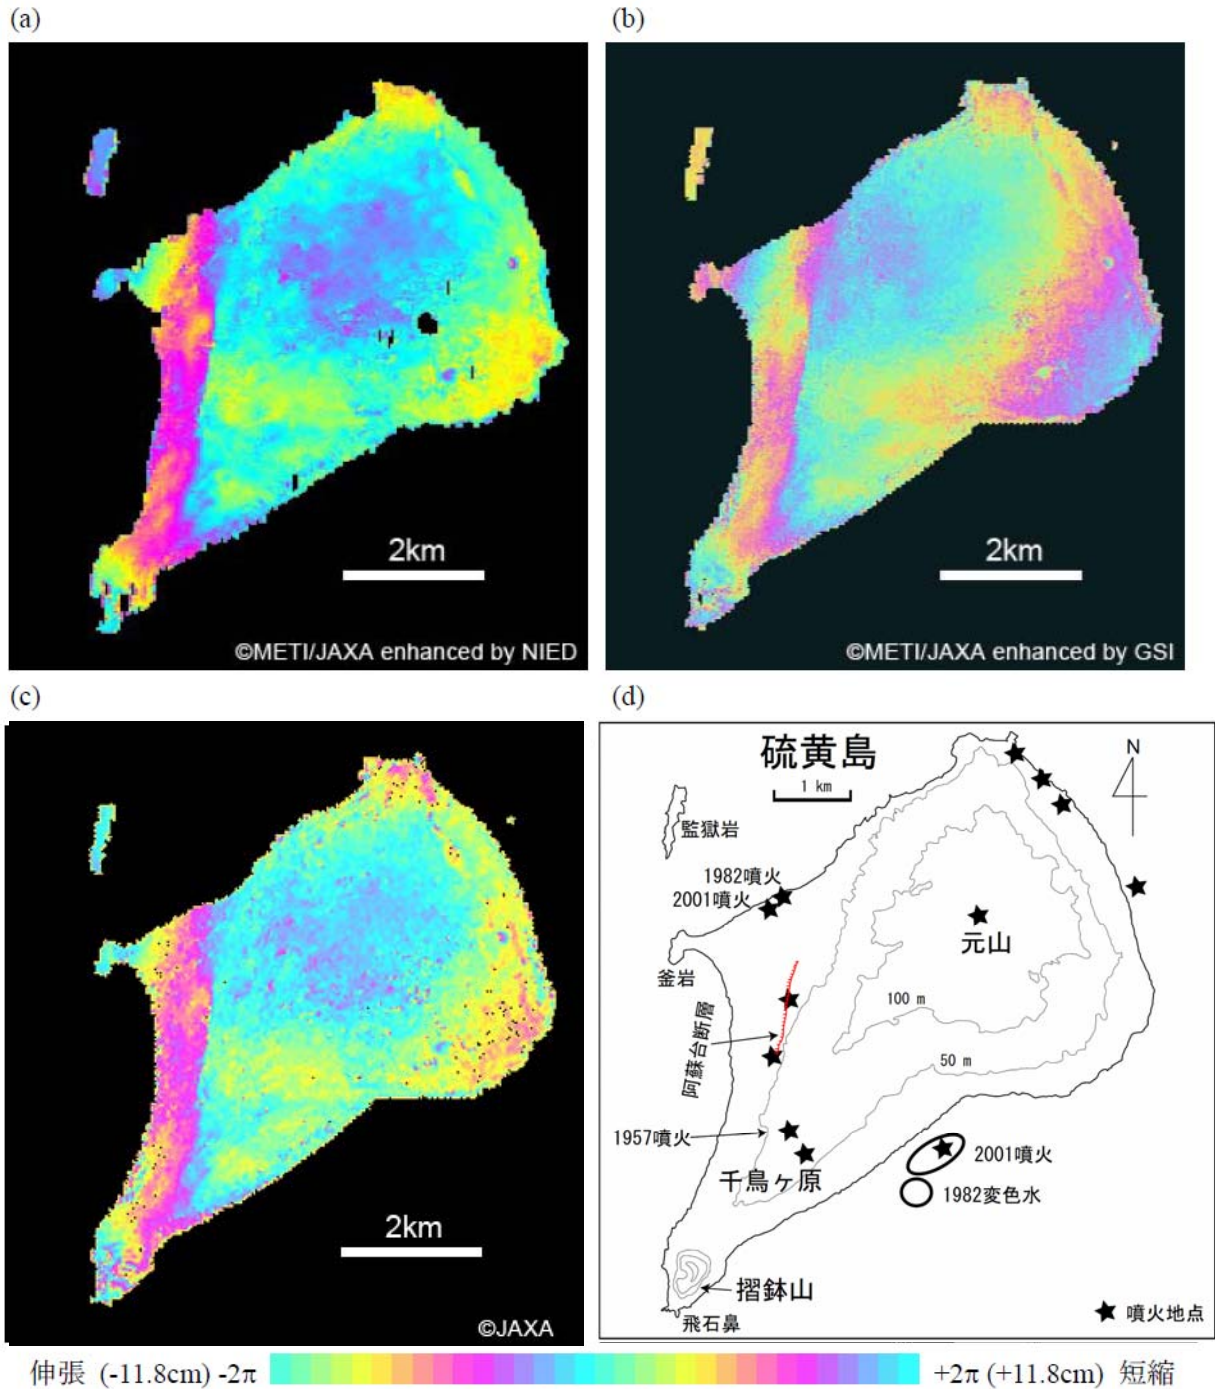 (a)
(b)
2km
2km
©METI/JAXA enhanced by NIED
©METI/JAXA enhanced by GSI
(c)
(d)
硫黄島
1 km
N
監獄岩
1982噴火
2001噴火
元山
釜岩
100 m
阿蘇台断層
50 m
1957噴火
2001噴火
千鳥ヶ原
1982変色水
2km
摺鉢山
©JAXA
飛石鼻
噴火地点
伸張 (-11.8cm) -2π
+2π (+11.8cm) 短縮